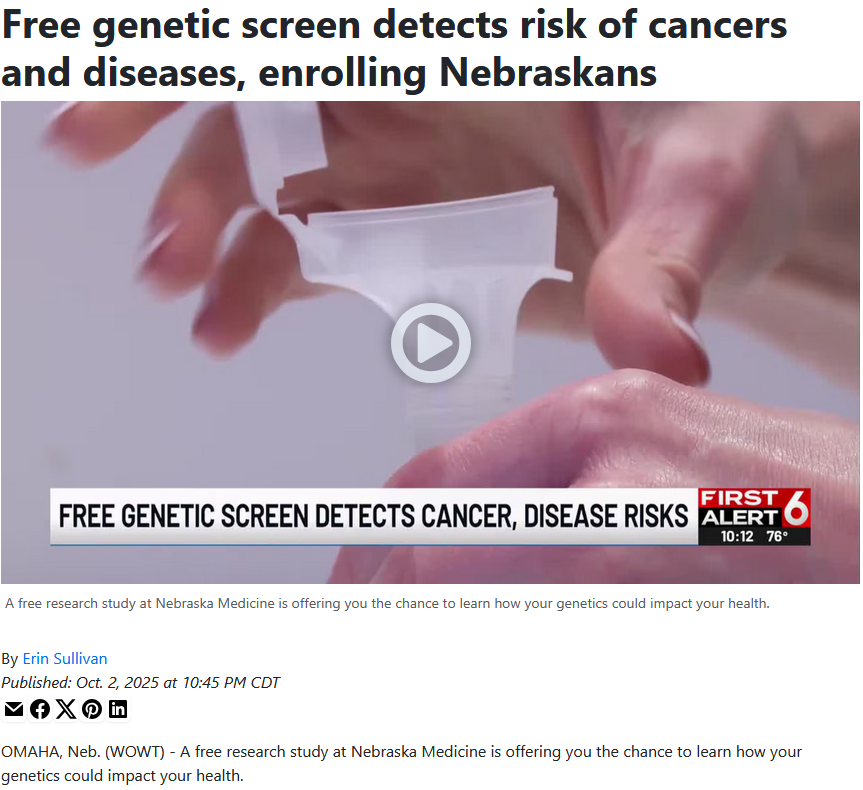 Free genetic screen detects risk of cancers
and diseases, enrolling Nebraskans
FREE GENETIC SCREEN DETECTS CANCER, DISEASE RISKS
FIRST
ALERT 6
10:12 76°
A free research study at Nebraska Medicine is offering you the chance to learn how your genetics could impact your health.
By Erin Sullivan
Published: Oct. 2, 2025 at 10:45 PM CDT
OMAHA, Neb. (WOWT) - A free research study at Nebraska Medicine is offering you the chance to learn how your
genetics could impact your health.